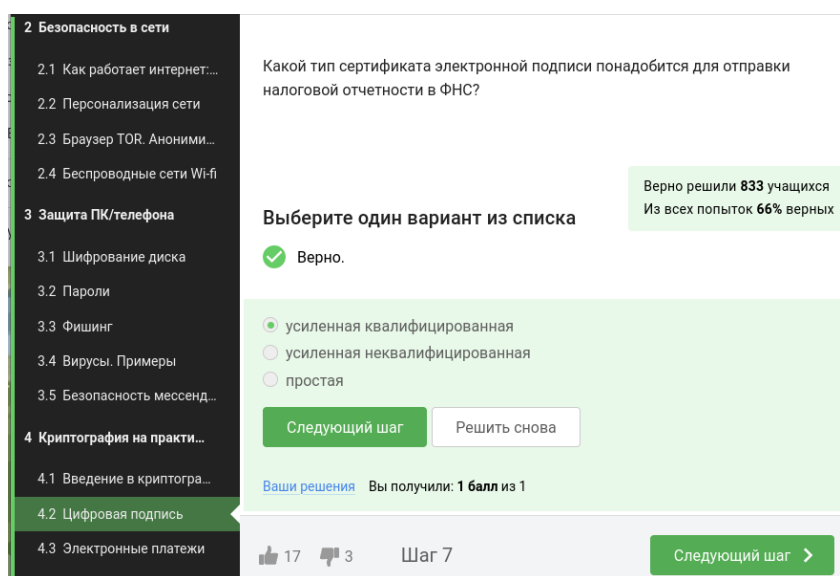 2 Безопасность в сети
2.1 Как работает интернет:...
2.2 Персонализация сети
2.3 Браузер TOR. Аноними...
2.4 Беспроводные сети Wi-fi
3 Защита ПК/телефона
3.1 Шифрование диска
3.2 Пароли
3.3 Фишинг
3.4 Вирусы. Примеры
3.5 Безопасность мессенд...
4 Криптография на практи...
4.1 Введение в криптогра...
4.2 Цифровая подпись
4.3 Электронные платежи
Какой тип сертификата электронной подписи понадобится для отправки
налоговой отчетности в ФНС?
Верно решили 833 учащихся
Из всех попыток 66% верных
Выберите один вариант из списка
Верно.
усиленная квалифицированная
усиленная неквалифицированная
простая
Следующий шаг
Решить снова
Ваши решения Вы получили: 1 балл из 1
17 3 Шаг 7
Следующий шаг